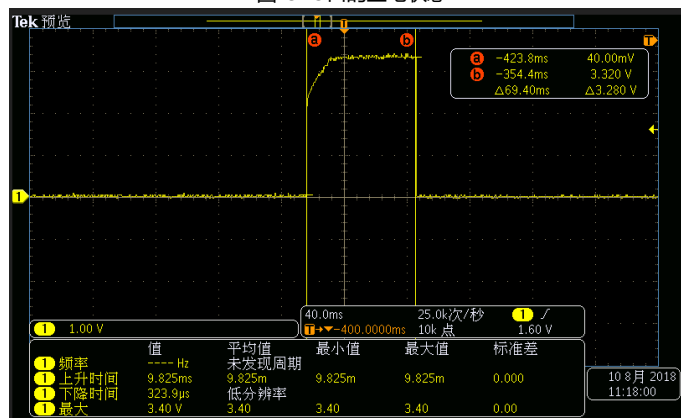 Tek 预览
T
a b
T
a -423.8ms 40.00mV
b -354.4ms 3.320 V
△69.40ms △3.280 V
1
1 1.00 V
40.0ms 25.0k次/秒 1 /
T→▼-400.0000ms 10k 点 1.60 V
值 平均值 最小值 最大值 标准差
1 频率 ---- Hz 未发现周期
1 上升时间 9.825ms 9.825m 9.825m 9.825m 0.000
1 下降时间 323.9μs 低分辨率
1 最大 3.40 V 3.40 3.40 3.40 0.00
10 8月 2018
11:18:00